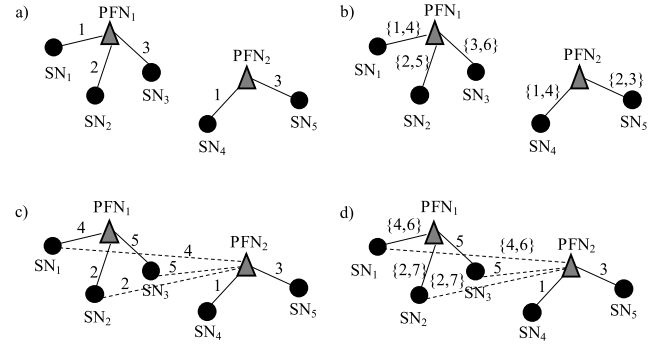 a)
PFN₁
1
3
SN₁
2
SN₃
SN₂
PFN₂
1
3
SN₄
SN₅
b)
PFN₁
{1,4}
{3,6}
SN₁
{2,5}
SN₃
SN₂
PFN₂
{1,4}
{2,3}
SN₄
SN₅
c)
PFN₁
4
5
4
SN₁
2
5
SN₃
2
SN₂
PFN₂
1
3
SN₄
SN₅
d)
PFN₁
{4,6}
5
{4,6}
SN₁
{2,7}
{2,7}
5
SN₃
SN₂
PFN₂
1
3
SN₄
SN₅